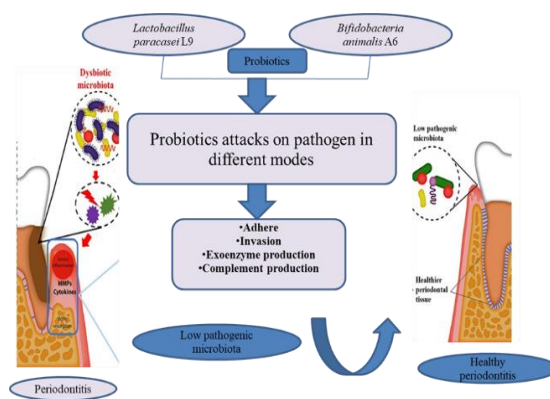 Lactobacillus
paracasei L9
Bifidobacteria
animalis A6
Probiotics
Dysbiotic
microbiota
Probiotics attacks on pathogen in
different modes
Low pathogenic
microbiota
•Adhere
•Invasion
•Exoenzyme production
•Complement production
MMPs
Cytokines
Healthier
periodontal
tissue
Low pathogenic
microbiota
Periodontitis
Healthy
periodontitis